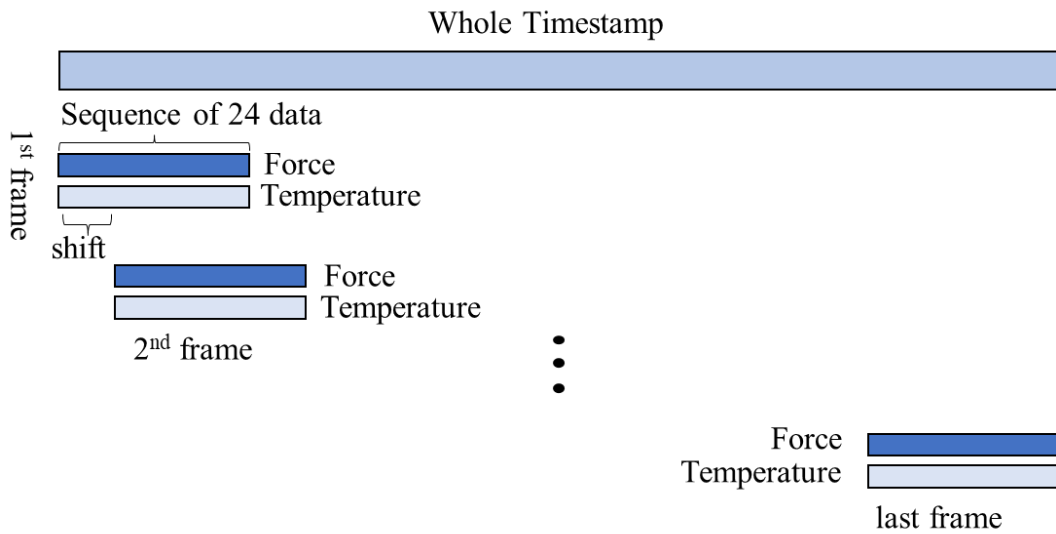 Whole Timestamp
Sequence of 24 data
1st frame
Force
Temperature
shift
Force
Temperature
2nd frame
Force
Temperature
last frame